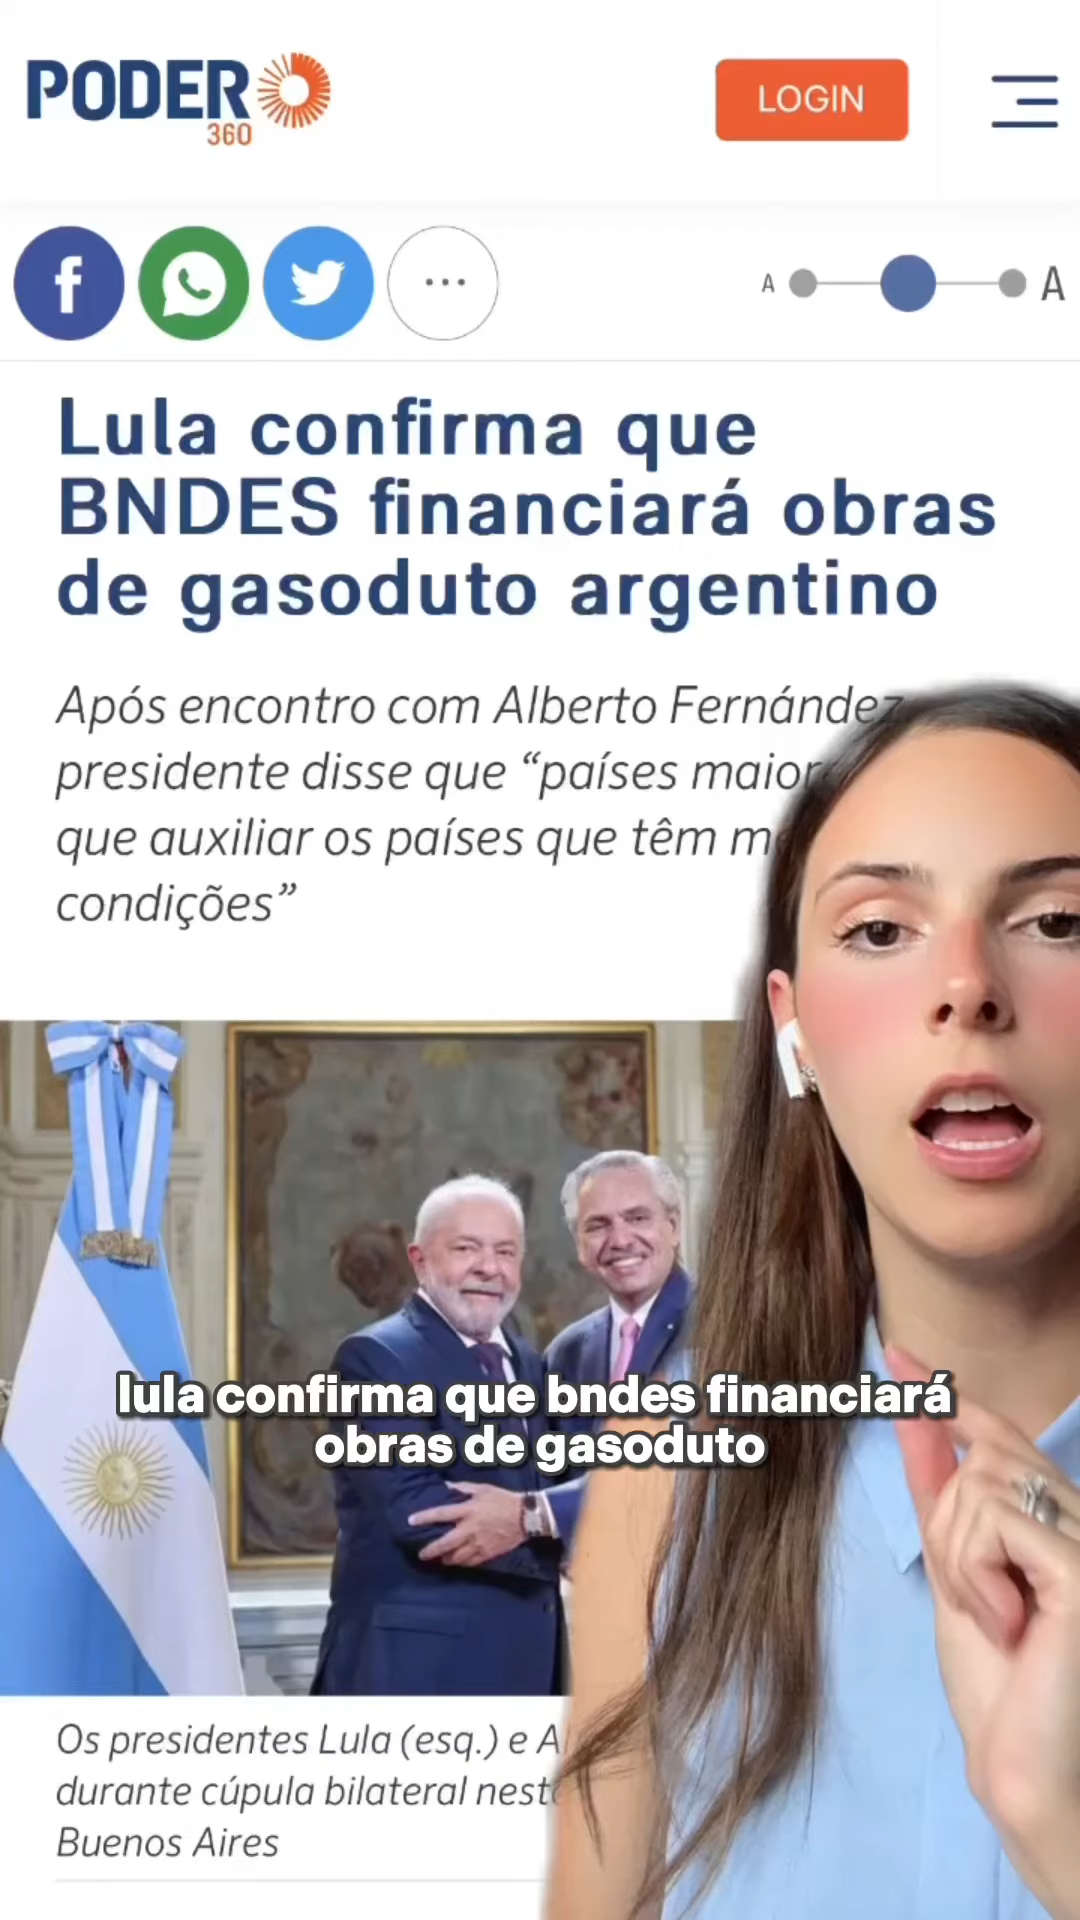 PODER
360
LOGIN
A A
Lula confirma que
BNDES financiará obras
de gasoduto argentino
Após encontro com Alberto Fernández
presidente disse que “países maior
que auxiliar os países que têm
condições”
lula confirma que bndes financiará
obras de gasoduto
Os presidentes Lula (esq.) e
durante cúpula bilateral
Buenos Aires